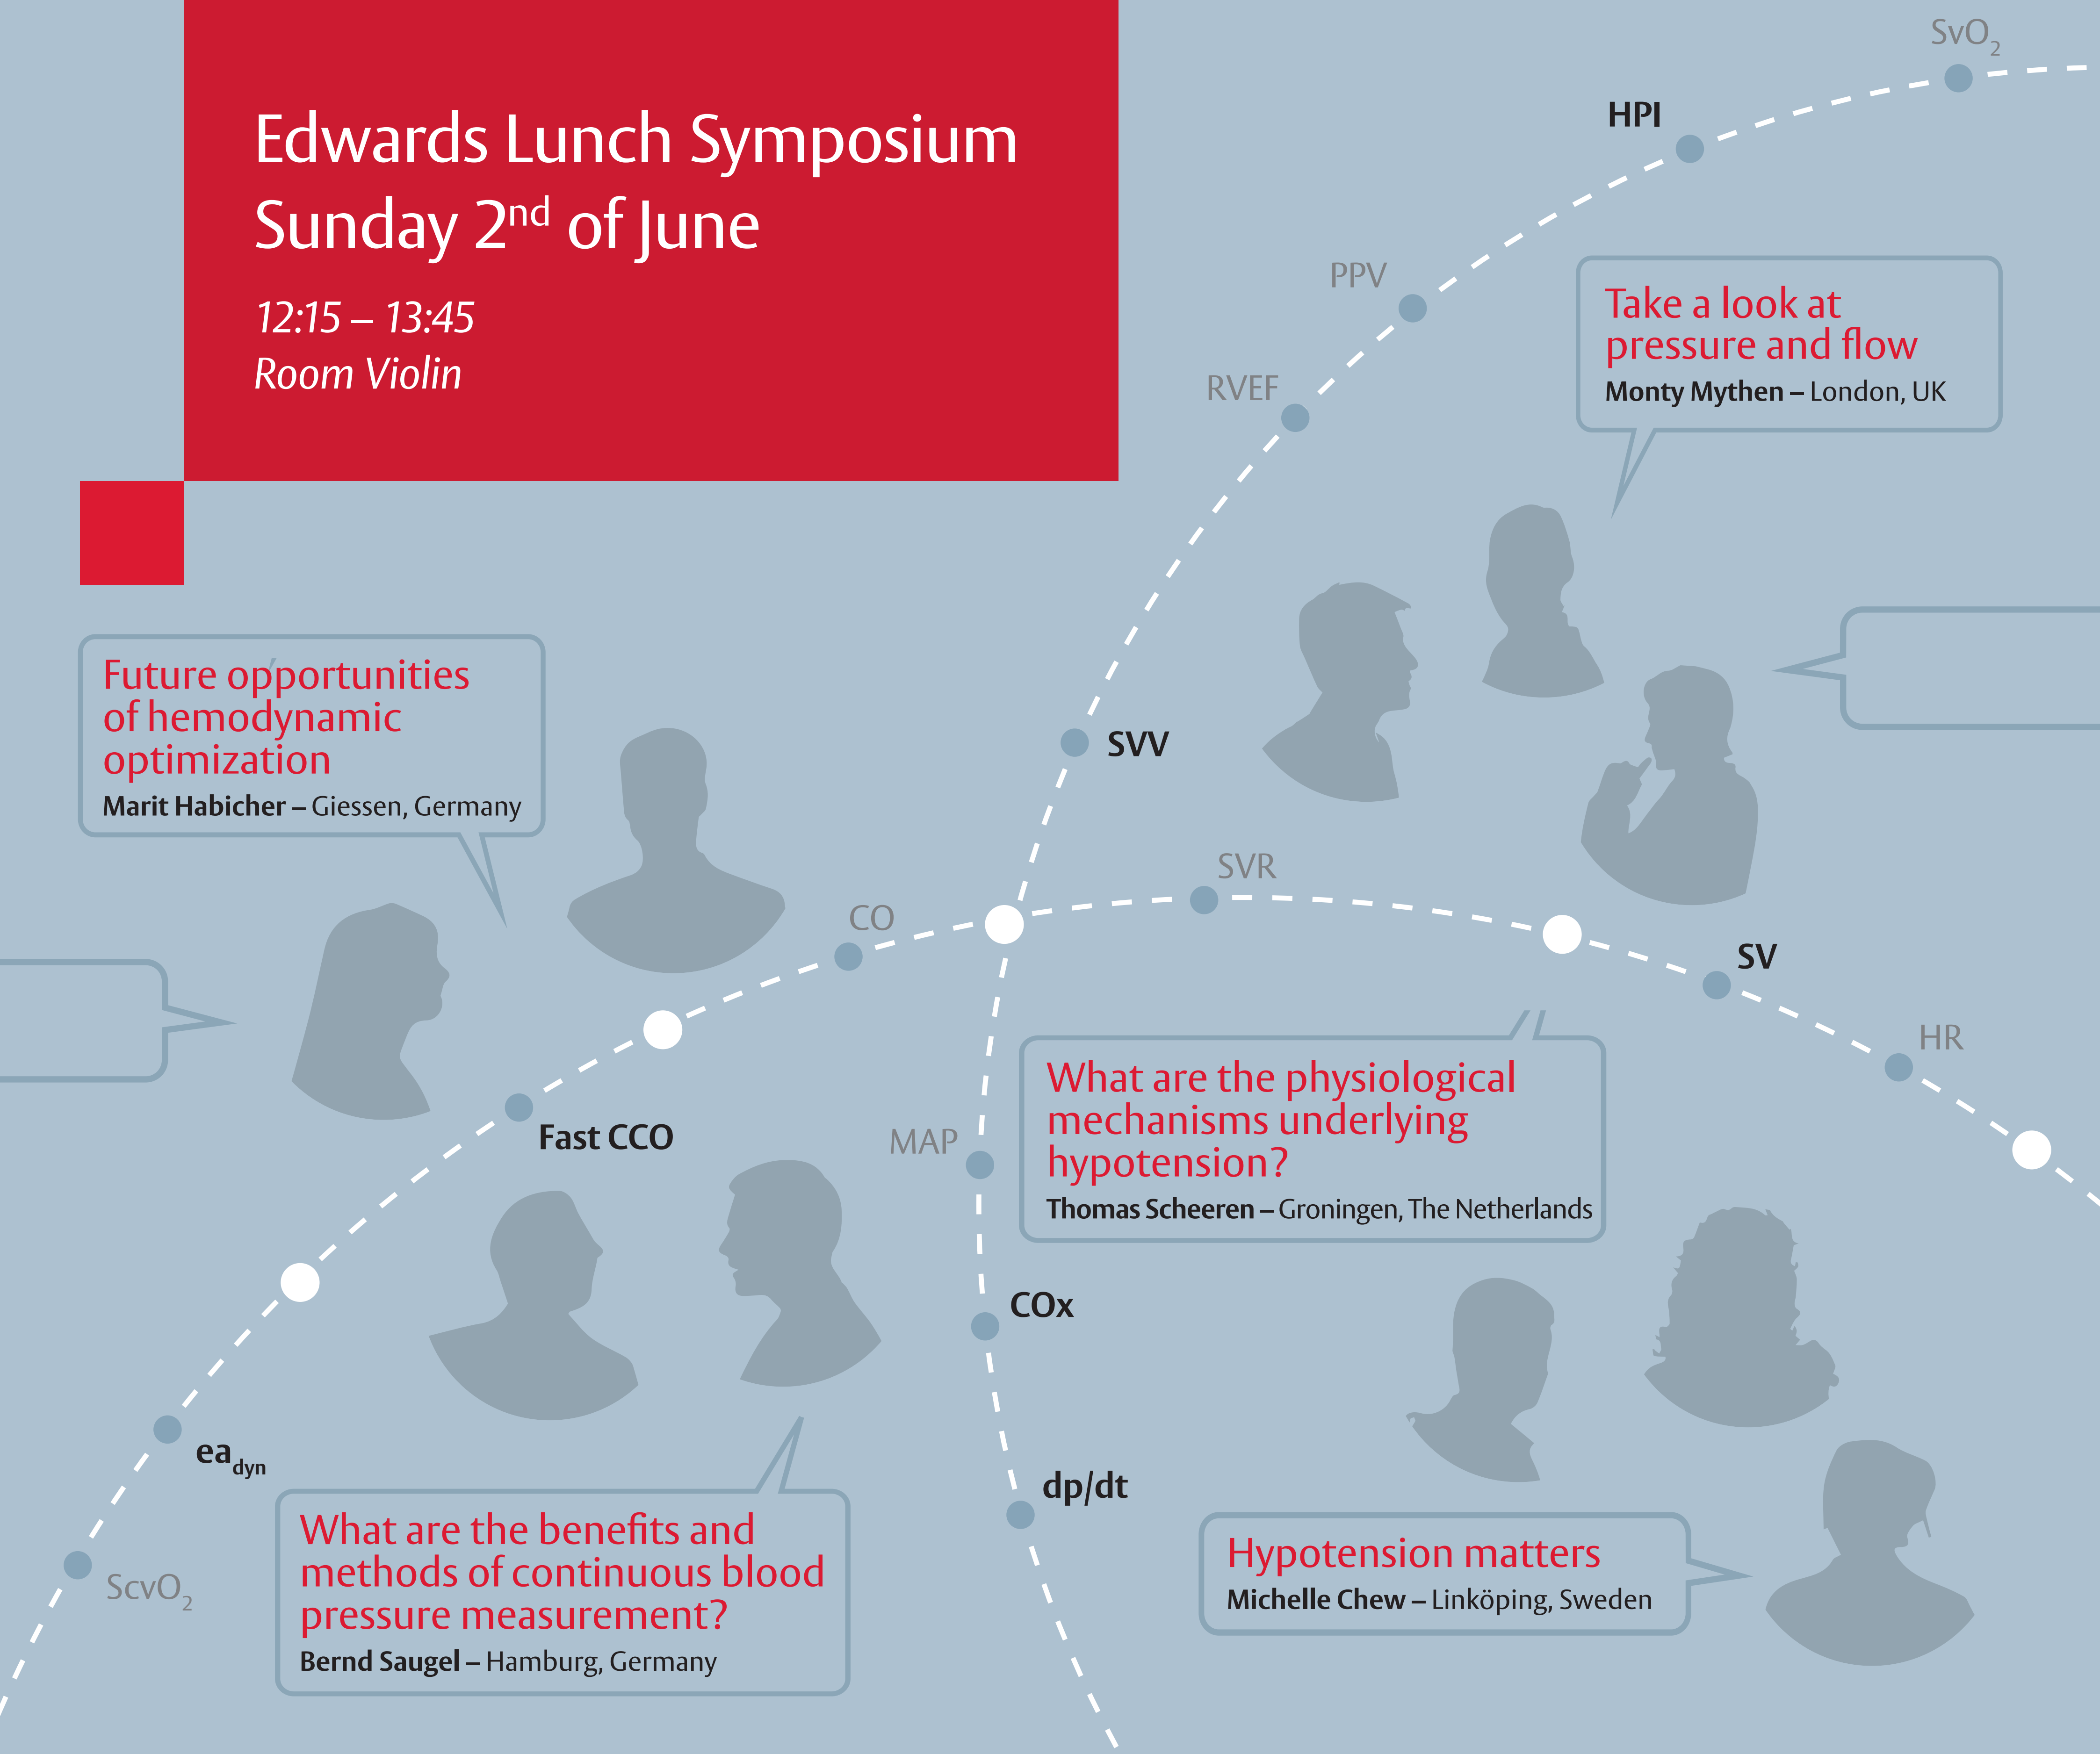 Edwards Lunch Symposium
Sunday 2nd of June
12:15 – 13:45
Room Violin
SvO2
HPI
PPV
RVEF
Take a look at
pressure and flow
Monty Mythen – London, UK
Future opportunities
of hemodynamic
optimization
Marit Habicher – Giessen, Germany
SVV
SVR
CO
SV
HR
Fast CCO
MAP
What are the physiological
mechanisms underlying
hypotension?
Thomas Scheeren – Groningen, The Netherlands
COx
eadyn
dp/dt
ScvO2
What are the benefits and
methods of continuous blood
pressure measurement?
Bernd Saugel – Hamburg, Germany
Hypotension matters
Michelle Chew – Linköping, Sweden